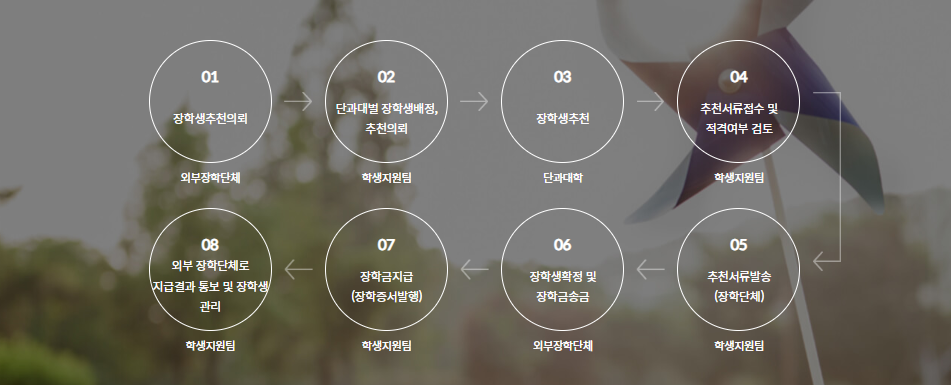 01
장학생추천의뢰
외부장학단체
02
단과대별 장학생배정,
추천의뢰
학생지원팀
03
장학생추천
단과대학
04
추천서류접수 및
적격여부 검토
학생지원팀
05
추천서류발송
(장학단체)
학생지원팀
06
장학생확정 및
장학금송금
외부장학단체
07
장학금지급
(장학증서발행)
학생지원팀
08
외부 장학단체로
지급결과 통보 및 장학생
관리
학생지원팀